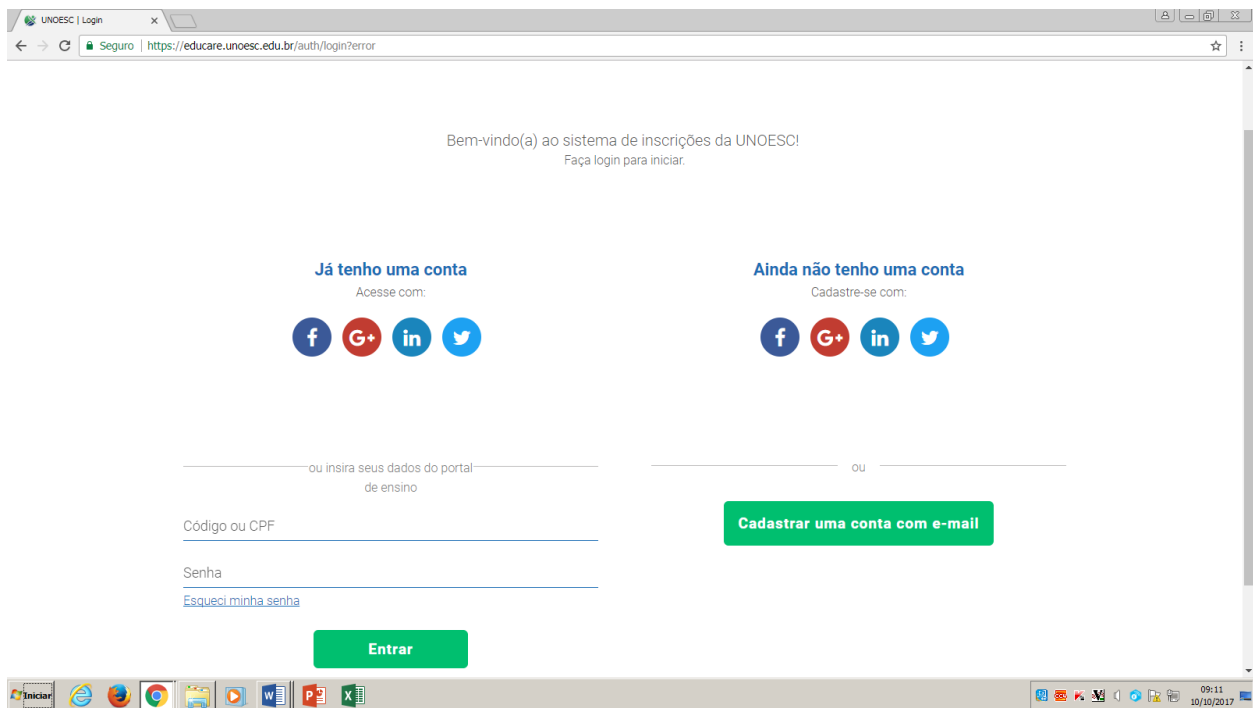 UNOESC | Login
Seguro | https://educare.unoesc.edu.br/auth/login?error
Bem-vindo(a) ao sistema de inscrições da UNOESC!
Faça login para iniciar.
Já tenho uma conta
Acesse com:
f G+ in
ou insira seus dados do portal
de ensino
Código ou CPF
Senha
Esqueci minha senha
Entrar
Ainda não tenho uma conta
Cadastre-se com:
f G+ in
ou
Cadastrar uma conta com e-mail
Iniciar
09:11
10/10/2017